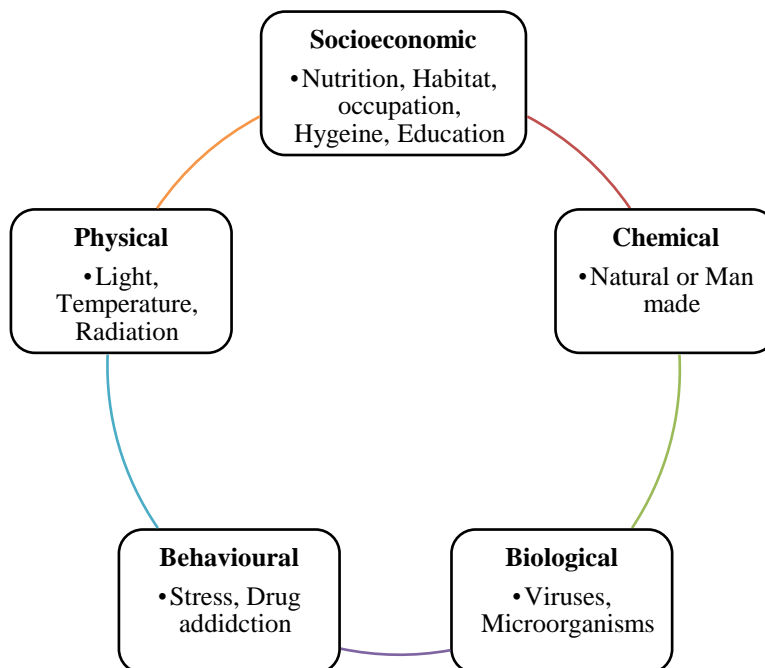 Socioeconomic
•Nutrition, Habitat,
occupation,
Hygeine, Education
Physical
•Light,
Temperature,
Radiation
Chemical
•Natural or Man
made
Behavioural
•Stress, Drug
addidction
Biological
•Viruses,
Microorganisms